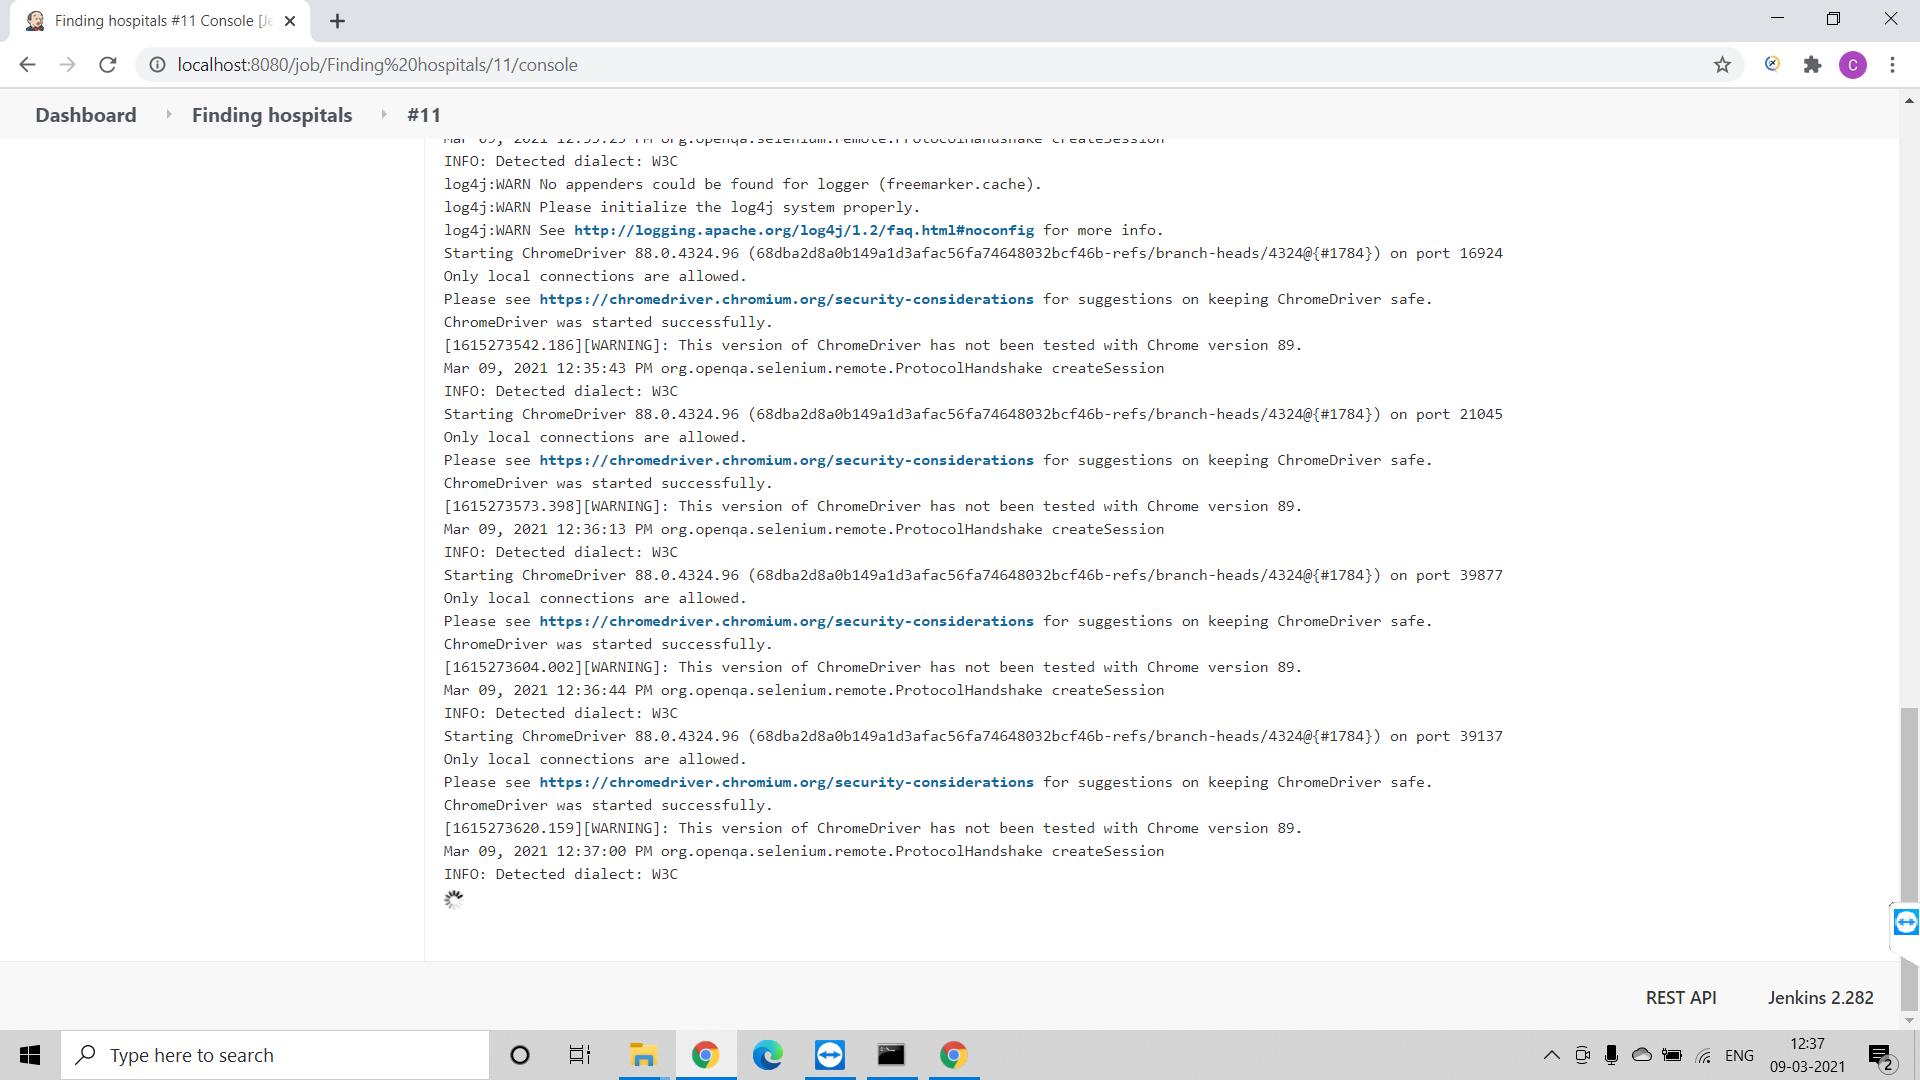 Finding hospitals #11 Console [Je
localhost:8080/job/Finding%20hospitals/11/console
C
Dashboard
Finding hospitals
#11
Mar 09, 2021 12:35:25 PM org.openqa.selenium.remote.ProtocolHandshake createSession
INFO: Detected dialect: W3C
log4j:WARN No appenders could be found for logger (freemarker.cache).
log4j:WARN Please initialize the log4j system properly.
log4j:WARN See http://logging.apache.org/log4j/1.2/faq.html#noconfig for more info.
Starting ChromeDriver 88.0.4324.96 (68dba2d8a0b149a1d3afac56fa74648032bcf46b-refs/branch-heads/4324@{#1784}) on port 16924
Only local connections are allowed.
Please see https://chromedriver.chromium.org/security-considerations for suggestions on keeping ChromeDriver safe.
ChromeDriver was started successfully.
[1615273542.186][WARNING]: This version of ChromeDriver has not been tested with Chrome version 89.
Mar 09, 2021 12:35:43 PM org.openqa.selenium.remote.ProtocolHandshake createSession
INFO: Detected dialect: W3C
Starting ChromeDriver 88.0.4324.96 (68dba2d8a0b149a1d3afac56fa74648032bcf46b-refs/branch-heads/4324@{#1784}) on port 21045
Only local connections are allowed.
Please see https://chromedriver.chromium.org/security-considerations for suggestions on keeping ChromeDriver safe.
ChromeDriver was started successfully.
[1615273573.398][WARNING]: This version of ChromeDriver has not been tested with Chrome version 89.
Mar 09, 2021 12:36:13 PM org.openqa.selenium.remote.ProtocolHandshake createSession
INFO: Detected dialect: W3C
Starting ChromeDriver 88.0.4324.96 (68dba2d8a0b149a1d3afac56fa74648032bcf46b-refs/branch-heads/4324@{#1784}) on port 39877
Only local connections are allowed.
Please see https://chromedriver.chromium.org/security-considerations for suggestions on keeping ChromeDriver safe.
ChromeDriver was started successfully.
[1615273604.002][WARNING]: This version of ChromeDriver has not been tested with Chrome version 89.
Mar 09, 2021 12:36:44 PM org.openqa.selenium.remote.ProtocolHandshake createSession
INFO: Detected dialect: W3C
Starting ChromeDriver 88.0.4324.96 (68dba2d8a0b149a1d3afac56fa74648032bcf46b-refs/branch-heads/4324@{#1784}) on port 39137
Only local connections are allowed.
Please see https://chromedriver.chromium.org/security-considerations for suggestions on keeping ChromeDriver safe.
ChromeDriver was started successfully.
[1615273620.159][WARNING]: This version of ChromeDriver has not been tested with Chrome version 89.
Mar 09, 2021 12:37:00 PM org.openqa.selenium.remote.ProtocolHandshake createSession
INFO: Detected dialect: W3C
REST API
Jenkins 2.282
Type here to search
ENG
12:37
09-03-2021
2